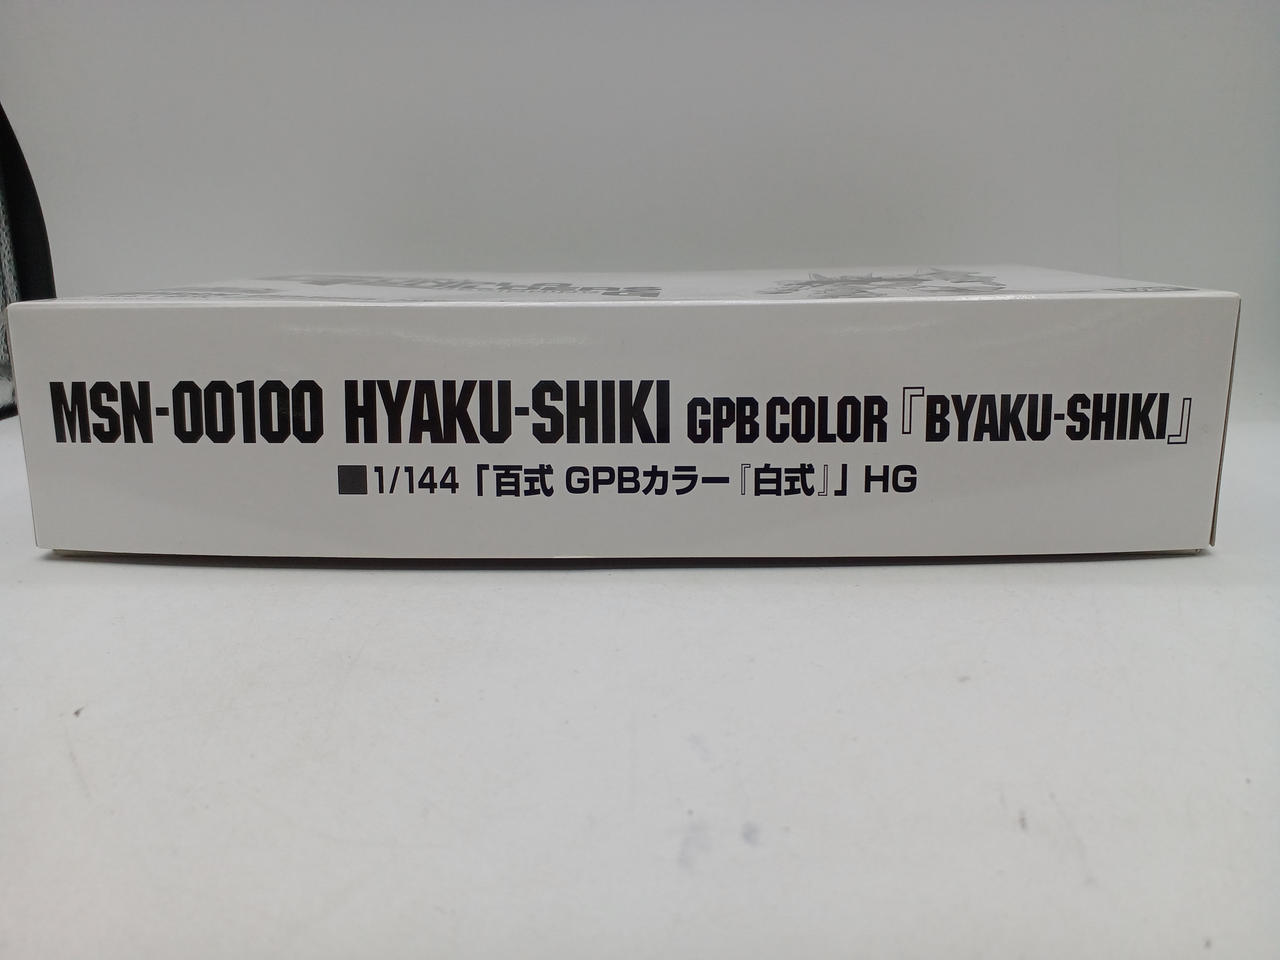 MSN-00100 HYAKU-SHIKI GPB COLOR『BYAKU-SHIKI』
■1/144「百式 GPBカラー『白式』」HG